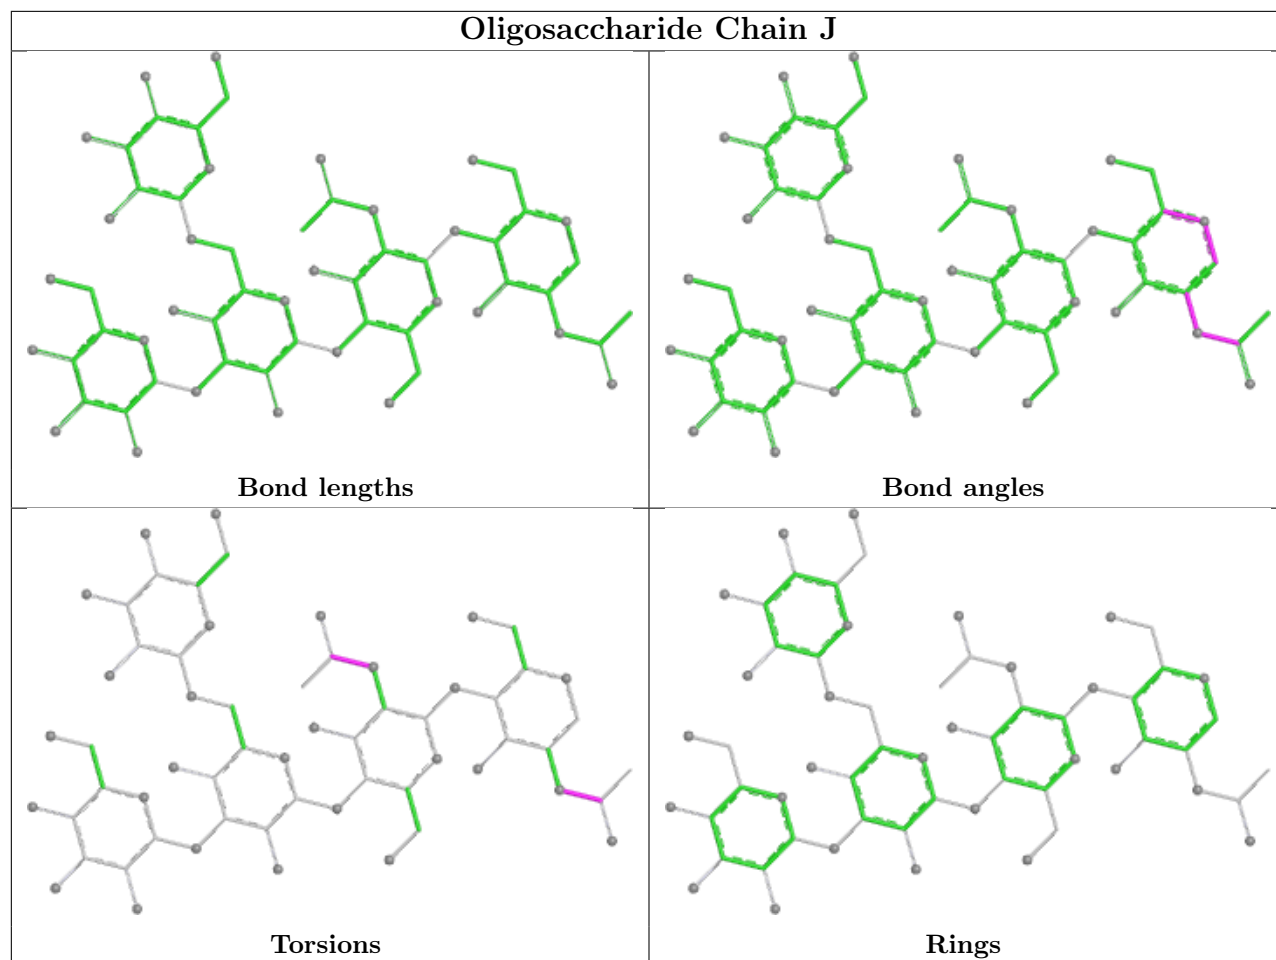 Oligosaccharide Chain J
Bond lengths
Bond angles
Torsions
Rings